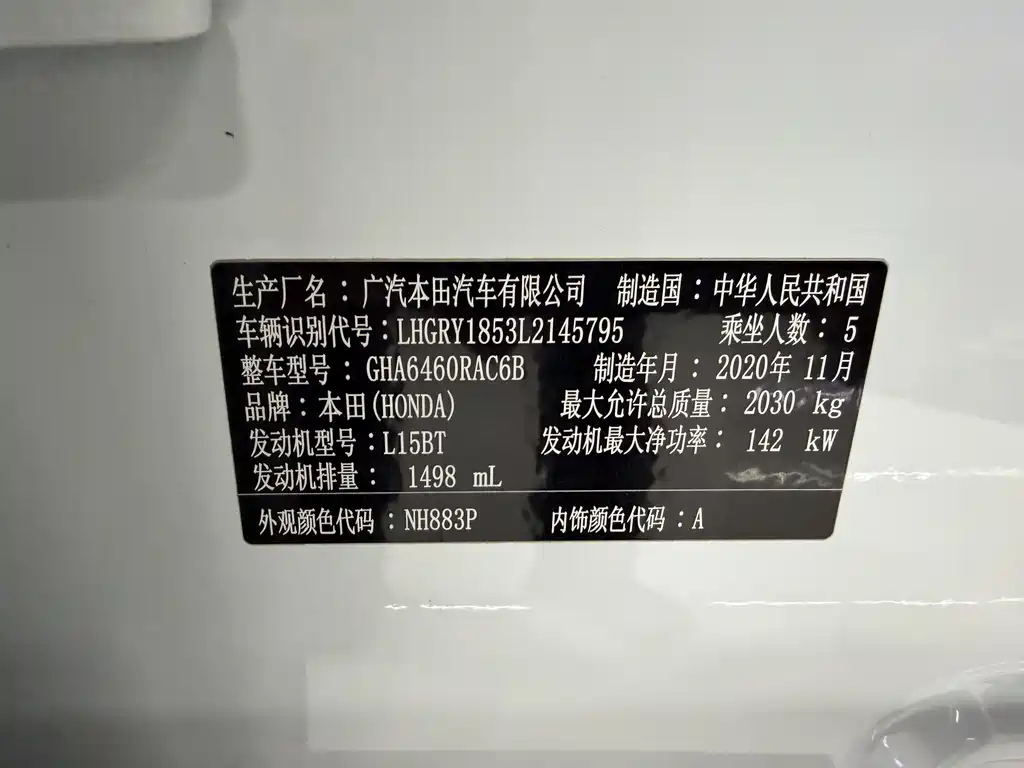 生产厂名：广汽本田汽车有限公司 制造国：中华人民共和国
车辆识别代号：LHGRY1853L2145795 乘坐人数：5
整车型号：GHA6460RAC6B 制造年月：2020年11月
品牌：本田(HONDA) 最大允许总质量：2030 kg
发动机型号：L15BT 发动机最大净功率：142 kW
发动机排量：1498 mL
外观颜色代码：NH883P 内饰颜色代码：A